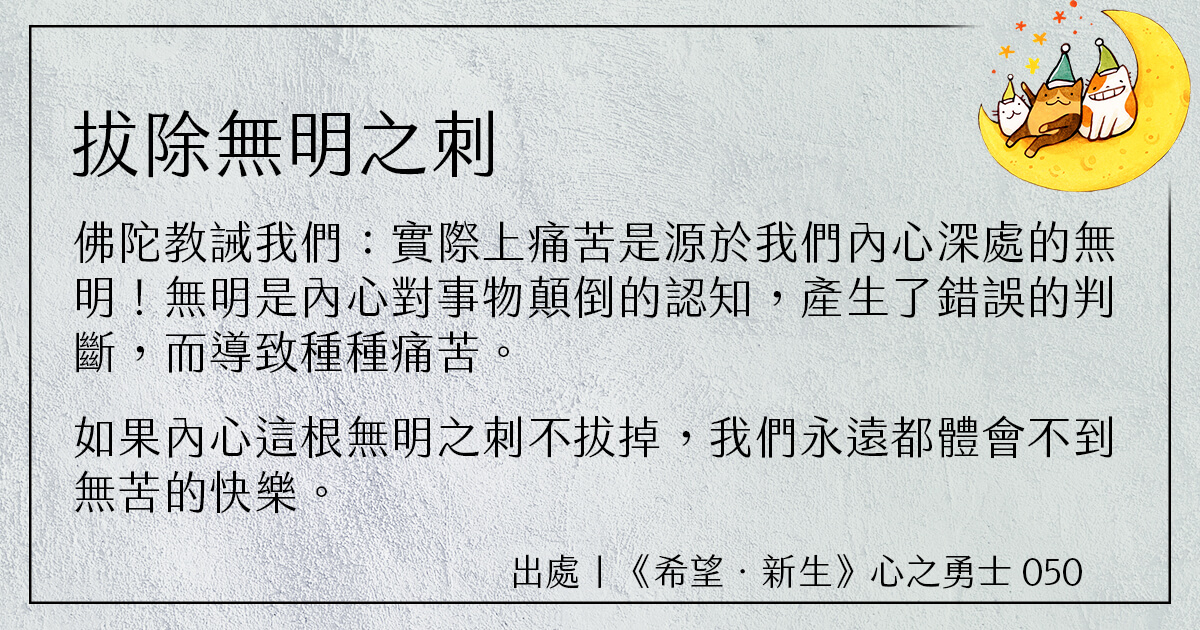 拔除無明之刺
佛陀教誡我們：實際上痛苦是源於我們內心深處的無
明！無明是內心對事物顛倒的認知，產生了錯誤的判
斷，而導致種種痛苦。
如果內心這根無明之刺不拔掉，我們永遠都體會不到
無苦的快樂。
出處｜《希望．新生》心之勇士 050